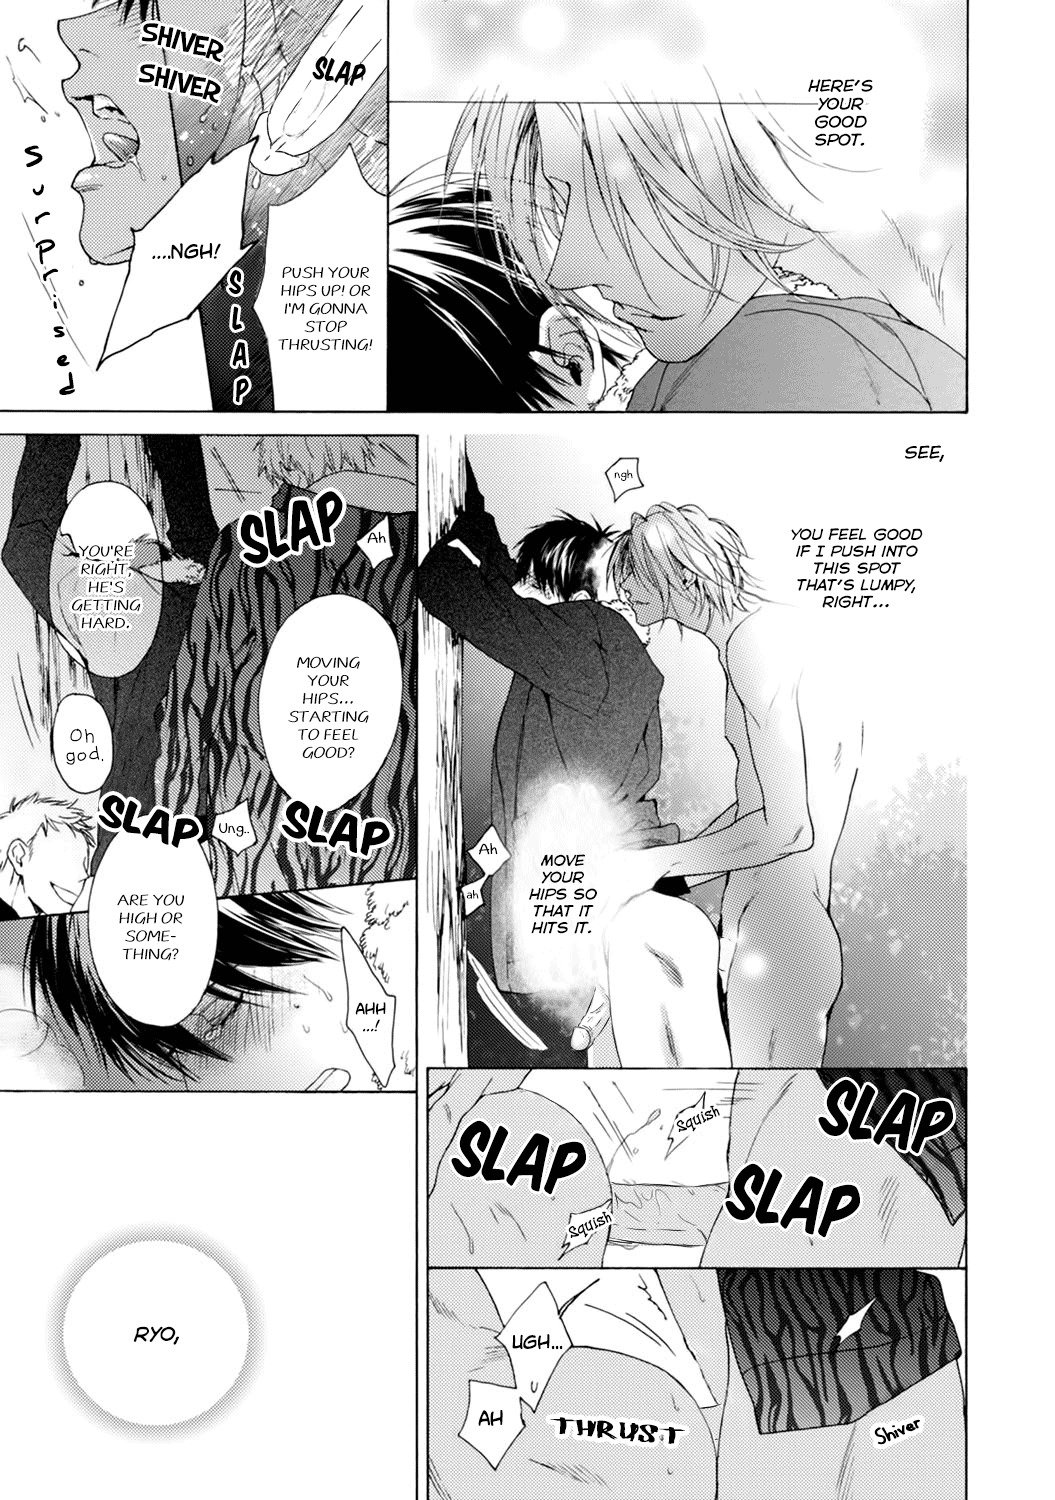 HERE'S
YOUR
GOOD
SPOT.
SLAP
PUSH YOUR
HIPS UP! OR
I'M GONNA
STOP
THRUSTING!
SHIVER
SHIVER
....NGH!
SLAP
Surprised
SEE,
ngh
YOU FEEL GOOD
IF I PUSH INTO
THIS SPOT
THAT'S LUMPY,
RIGHT...
MOVE
YOUR
HIPS SO
THAT IT
HITS IT.
Ah
ah
SLAP
Ah
YOU'RE
RIGHT,
HE'S
GETTING
HARD.
MOVING
YOUR
HIPS...
STARTING
TO FEEL
GOOD?
Oh
god.
SLAP
SLAP
Ung..
ARE YOU
HIGH OR
SOME-
THING?
AHH
...!
SLAP
Squish
SLAP
SLAP
Squish
UGH...
AH
THRUST
Shiver
RYO,